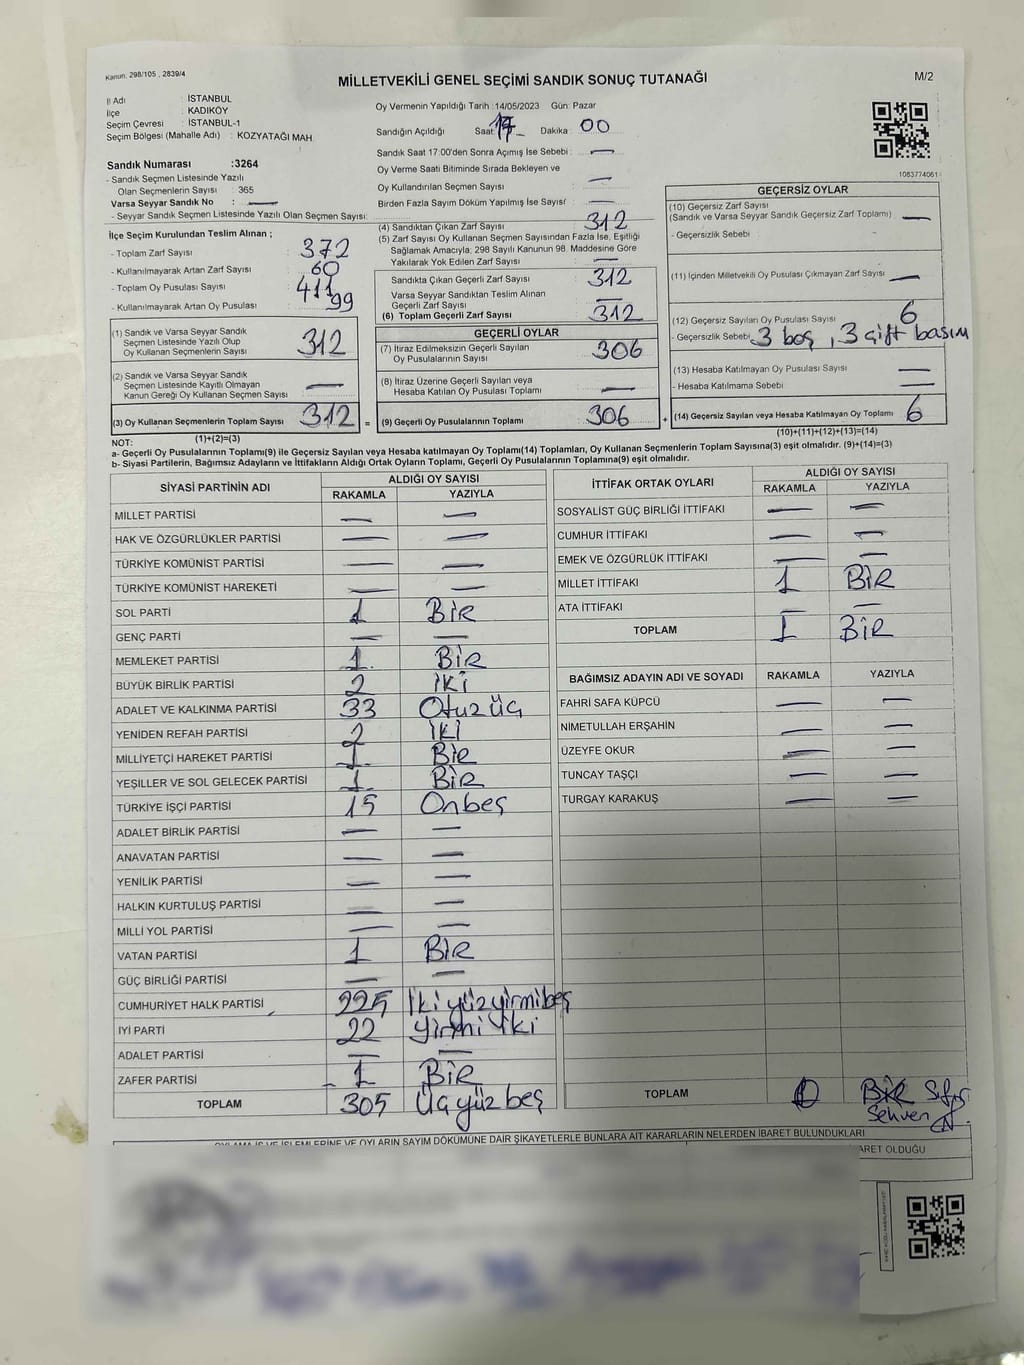 Kanun, 298/105 , 2839/4
MİLLETVEKİLİ GENEL SEÇİMİ SANDIK SONUÇ TUTANAĞI
M/2
İl Adı : İSTANBUL
İlçe : KADIKÖY
Seçim Çevresi : İSTANBUL-1
Seçim Bölgesi (Mahalle Adı) : KOZYATAĞI MAH.
Sandık Numarası :3264
- Sandık Seçmen Listesinde Yazılı
Olan Seçmenlerin Sayısı : 365
Varsa Seyyar Sandık No : —
- Seyyar Sandık Seçmen Listesinde Yazılı Olan Seçmen Sayısı:
Oy Vermenin Yapıldığı Tarih :14/05/2023 Gün: Pazar
Sandığın Açıldığı Saat 17 Dakika : 00
Sandık Saat 17:00'den Sonra Açımış İse Sebebi : —
Oy Verme Saati Bitiminde Sırada Bekleyen ve
Oy Kullandırılan Seçmen Sayısı : —
Birden Fazla Sayım Döküm Yapılmış İse Sayısı : —
1083774061
İlçe Seçim Kurulundan Teslim Alınan ;
- Toplam Zarf Sayısı : 372
- Kullanılmayarak Artan Zarf Sayısı : 60
- Toplam Oy Pusulası Sayısı : 411
- Kullanılmayarak Artan Oy Pusulası : 99
(1) Sandık ve Varsa Seyyar Sandık
Seçmen Listesinde Yazılı Olup
Oy Kullanan Seçmenlerin Sayısı 312
(2) Sandık ve Varsa Seyyar Sandık
Seçmen Listesinde Kayıtlı Olmayan
Kanun Gereği Oy Kullanan Seçmen Sayısı —
(3) Oy Kullanan Seçmenlerin Toplam Sayısı 312 =
(1)+(2)=(3)
(4) Sandıktan Çıkan Zarf Sayısı 312
(5) Zarf Sayısı Oy Kullanan Seçmen Sayısından Fazla İse, Eşitliği
Sağlamak Amacıyla, 298 Sayılı Kanunun 98. Maddesine Göre
Yakılarak Yok Edilen Zarf Sayısı : —
Sandıkta Çıkan Geçerli Zarf Sayısı : 312
Varsa Seyyar Sandıktan Teslim Alınan
Geçerli Zarf Sayısı : —
(6) Toplam Geçerli Zarf Sayısı : 312
GEÇERLİ OYLAR
(7) İtiraz Edilmeksizin Geçerli Sayılan
Oy Pusulalarının Sayısı : 306
(8) İtiraz Üzerine Geçerli Sayılan veya
Hesaba Katılan Oy Pusulası Toplamı : —
(9) Geçerli Oy Pusulalarının Toplamı : 306 +
GEÇERSİZ OYLAR
(10) Geçersiz Zarf Sayısı
(Sandık ve Varsa Seyyar Sandık Geçersiz Zarf Toplamı) —
- Geçersizlik Sebebi :
(11) İçinden Milletvekili Oy Pusulası Çıkmayan Zarf Sayısı —
(12) Geçersiz Sayılan Oy Pusulası Sayısı : 6
- Geçersizlik Sebebi 3 boş , 3 çift basım
(13) Hesaba Katılmayan Oy Pusulası Sayısı : —
- Hesaba Katılmama Sebebi : —
(14) Geçersiz Sayılan veya Hesaba Katılmayan Oy Toplamı 6
(10)+(11)+(12)+(13)=(14)
NOT:
a- Geçerli Oy Pusulasının Toplamı(9) ile Geçersiz Sayılan veya Hesaba katılmayan Oy Toplamı(14) Toplamları, Oy Kullanan Seçmenlerin Toplam Sayısına(3) eşit olmalıdır. (9)+(14)=(3)
b- Siyasi Partilerin, Bağımsız Adayların ve İttifakların Aldığı Ortak Oyların Toplamı, Geçerli Oy Pusulalarının Toplamına(9) eşit olmalıdır.
SİYASİ PARTİNİN ADI ALDIĞI OY SAYISI
RAKAMLA YAZIYLA
MİLLET PARTİSİ — —
HAK VE ÖZGÜRLÜKLER PARTİSİ — —
TÜRKİYE KOMÜNİST PARTİSİ — —
TÜRKİYE KOMÜNİST HAREKETİ — —
SOL PARTİ 1 BİR
GENÇ PARTİ — —
MEMLEKET PARTİSİ 1 BİR
BÜYÜK BİRLİK PARTİSİ 2 İKİ
ADALET VE KALKINMA PARTİSİ 33 Otuzüç
YENİDEN REFAH PARTİSİ 2 İKİ
MİLLİYETÇİ HAREKET PARTİSİ 1 BİR
YEŞİLLER VE SOL GELECEK PARTİSİ 1 BİR
TÜRKİYE İŞÇİ PARTİSİ 15 Onbeş
ADALET BİRLİK PARTİSİ — —
ANAVATAN PARTİSİ — —
YENİLİK PARTİSİ — —
HALKIN KURTULUŞ PARTİSİ — —
MİLLİ YOL PARTİSİ — —
VATAN PARTİSİ 1 BİR
GÜÇ BİRLİĞİ PARTİSİ — —
CUMHURİYET HALK PARTİSİ 225 İkiyüzyirmibeş
İYİ PARTİ 22 yirmi iki
ADALET PARTİSİ — —
ZAFER PARTİSİ 1 BİR
TOPLAM 305 Üçyüz beş
İTTİFAK ORTAK OYLARI ALDIĞI OY SAYISI
RAKAMLA YAZIYLA
SOSYALİST GÜÇ BİRLİĞİ İTTİFAKI — —
CUMHUR İTTİFAKI — —
EMEK VE ÖZGÜRLÜK İTTİFAKI — —
MİLLET İTTİFAKI 1 BİR
ATA İTTİFAKI — —
TOPLAM 1 BİR
BAĞIMSIZ ADAYIN ADI VE SOYADI RAKAMLA YAZIYLA
FAHRİ SAFA KÜPCÜ — —
NİMETULLAH ERŞAHİN — —
ÜZEYFE OKUR — —
TUNCAY TAŞÇI — —
TURGAY KARAKUŞ — —
TOPLAM 0 BİR Sıfır
Sehven
OYLAMA İŞ VE İŞLEMLERİNE VE OYLARIN SAYIM DÖKÜMÜNE DAİR ŞİKAYETLERLE BUNLARA AİT KARARLARIN NELERDEN İBARET BULUNDUKLARI
ARET OLDUĞU